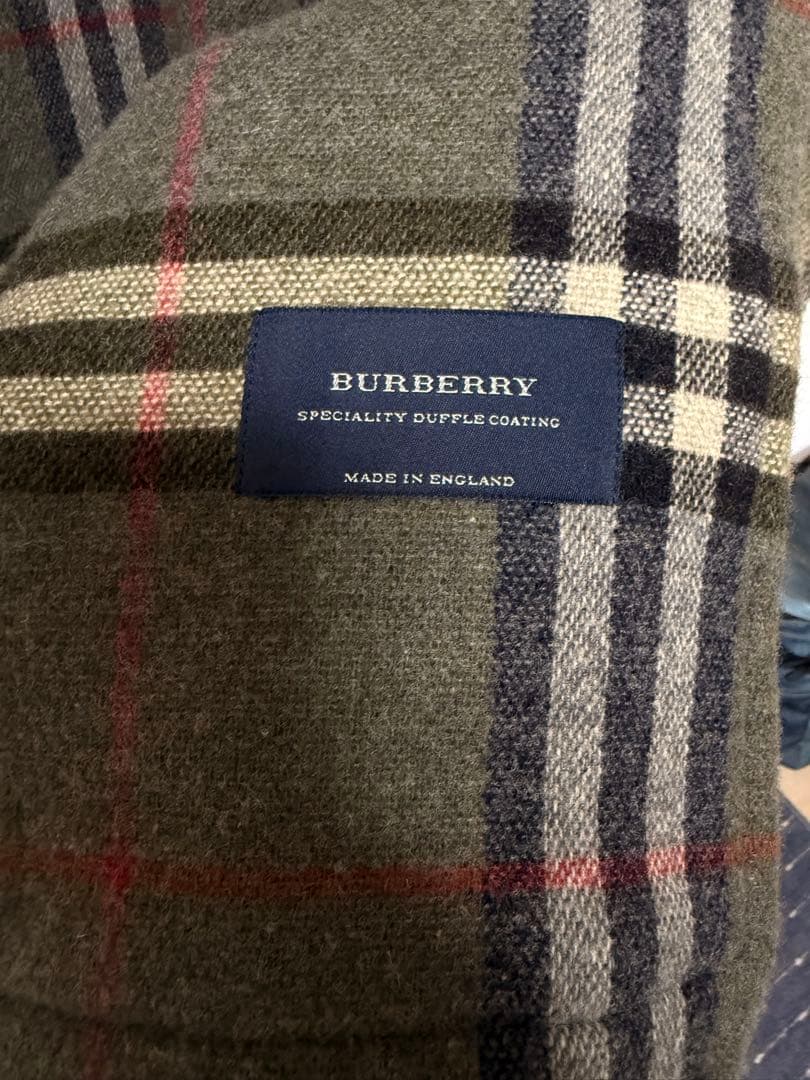 BURBERRY
SPECIALITY DUFFLE COATING
MADE IN ENGLAND